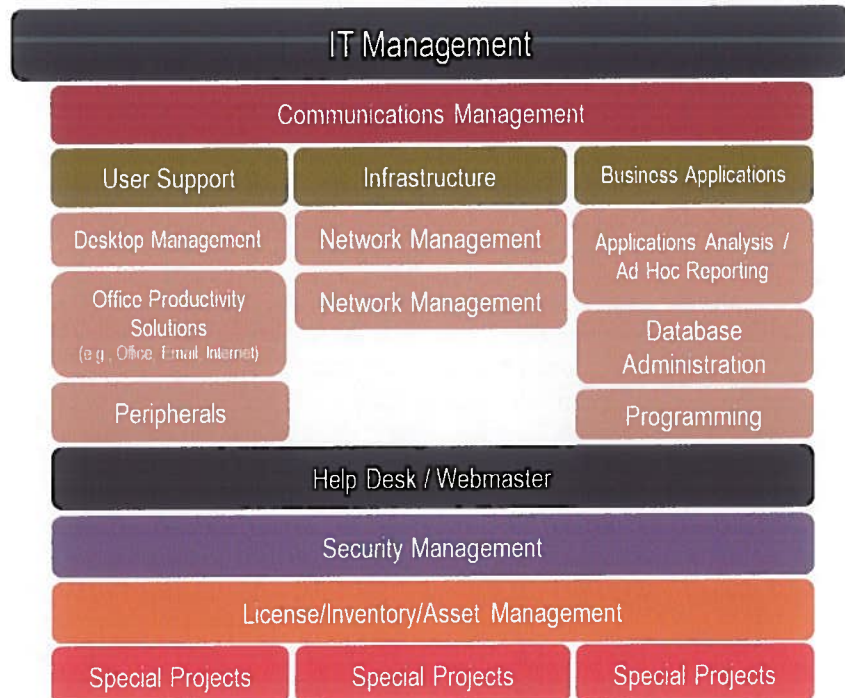 IT Management
Communications Management
User Support
Infrastructure
Business Applications
Desktop Management
Network Management
Applications Analysis /
Ad Hoc Reporting
Office Productivity
Solutions
(e.g., Office, Email, Internet)
Network Management
Database
Administration
Peripherals
Programming
Help Desk / Webmaster
Security Management
License/Inventory/Asset Management
Special Projects
Special Projects
Special Projects